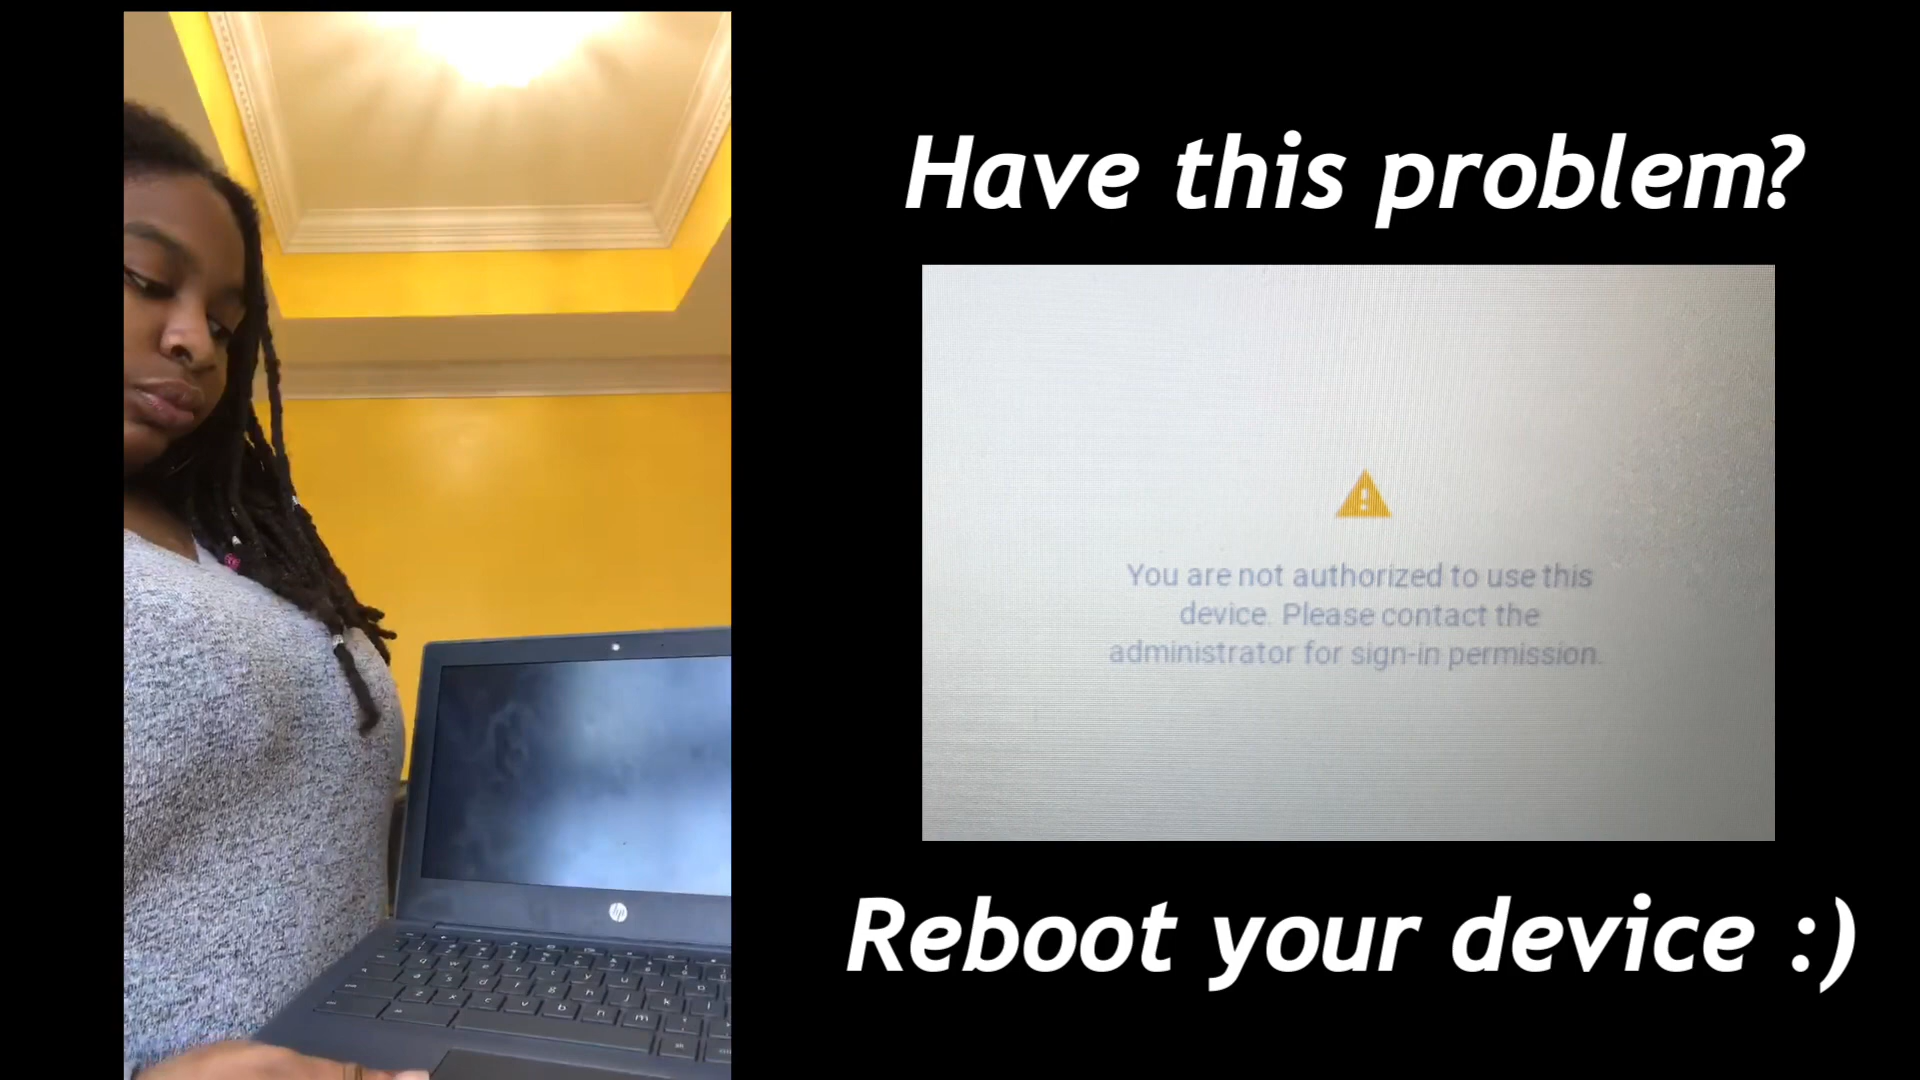 Have this problem?
You are not authorized to use this
device. Please contact the
administrator for sign-in permission.
Reboot your device :)
hp
q w e r t y u i o
a s d f g h j k l
z x c v b n m